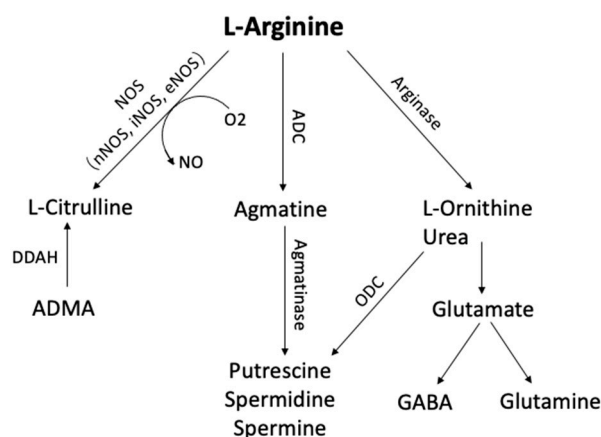 L-Arginine
NOS
(nNOS, iNOS, eNOS)
O2
NO
ADC
Arginase
L-Citrulline
Agmatine
L-Ornithine
Urea
DDAH
ADMA
Agmatinase
ODC
Glutamate
Putrescine
Spermidine
Spermine
GABA
Glutamine